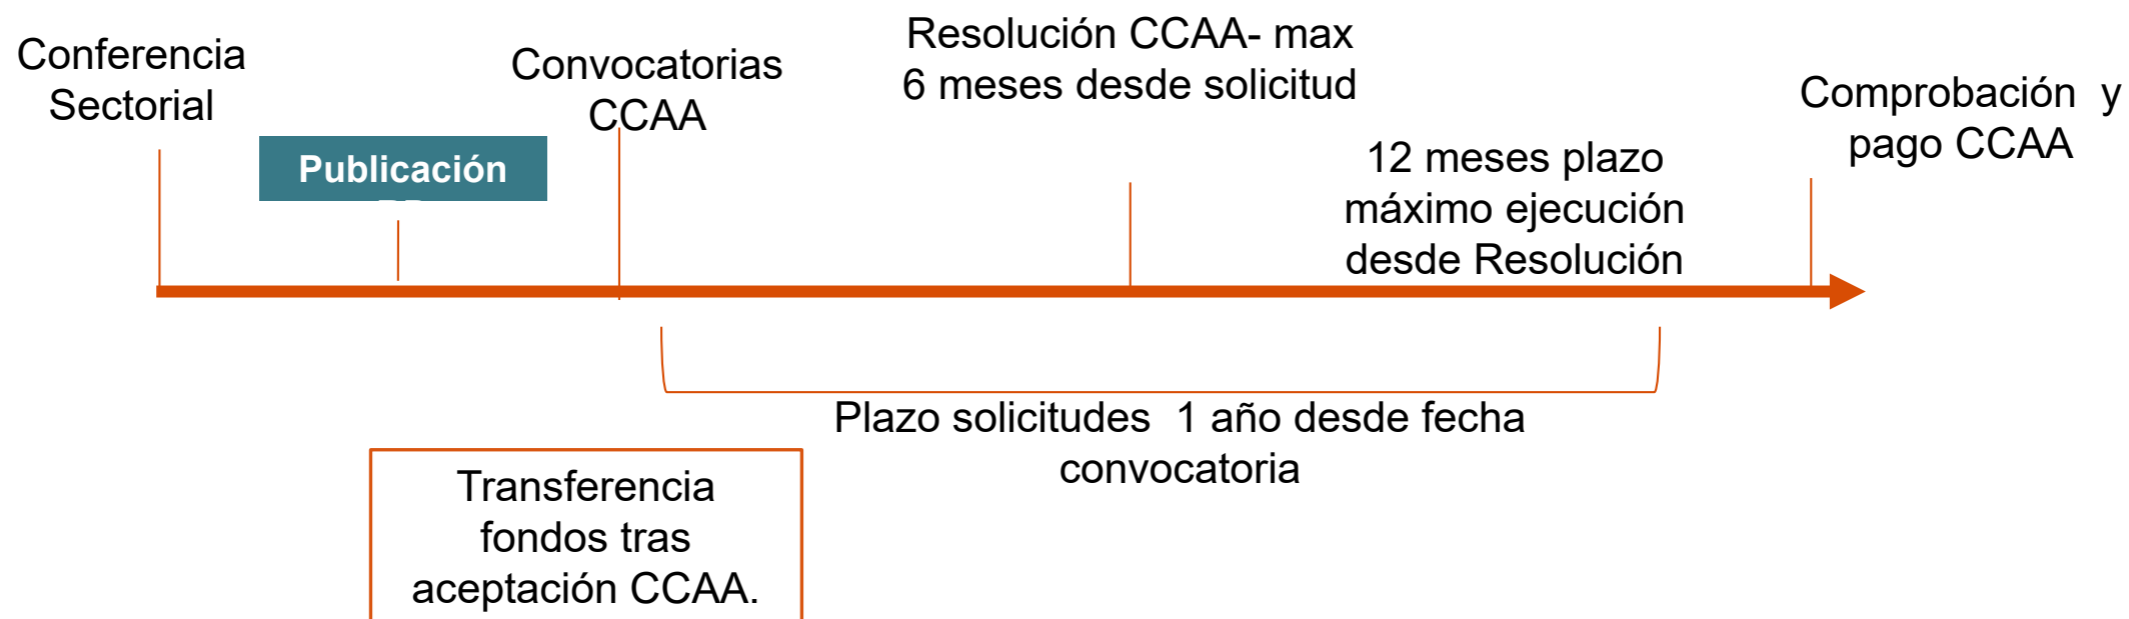 Conferencia
Sectorial
Publicación
Convocatorias
CCAA
Resolución CCAA- max
6 meses desde solicitud
12 meses plazo
máximo ejecución
desde Resolución
Comprobación y
pago CCAA
Plazo solicitudes 1 año desde fecha
convocatoria
Transferencia
fondos tras
aceptación CCAA.